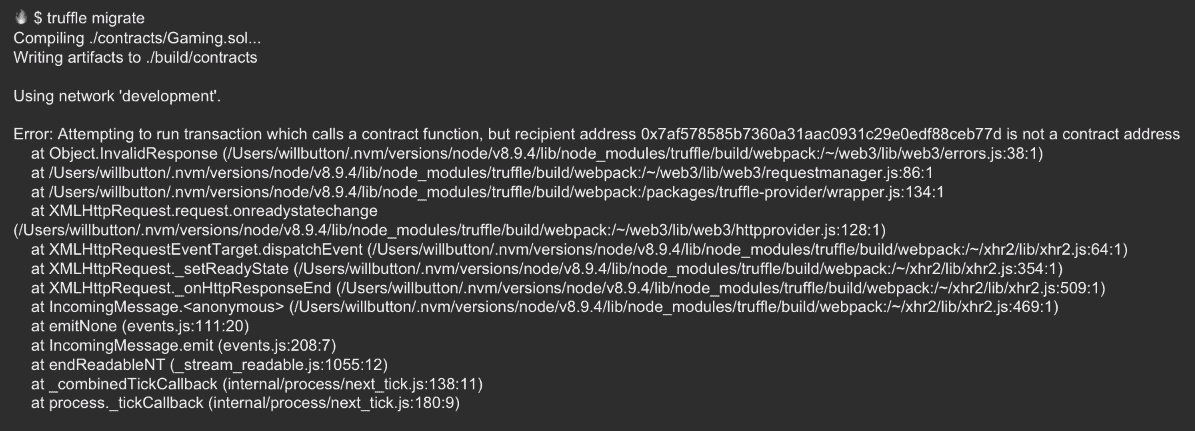 $ truffle migrate
Compiling ./contracts/Gaming.sol...
Writing artifacts to ./build/contracts
Using network 'development'.
Error: Attempting to run transaction which calls a contract function, but recipient address 0x7af578585b7360a31aac0931c29e0edf88ceb77d is not a contract address
at Object.InvalidResponse (/Users/willbutton/.nvm/versions/node/v8.9.4/lib/node_modules/truffle/build/webpack:/~/web3/lib/web3/errors.js:38:1)
at /Users/willbutton/.nvm/versions/node/v8.9.4/lib/node_modules/truffle/build/webpack:/~/web3/lib/web3/requestmanager.js:86:1
at /Users/willbutton/.nvm/versions/node/v8.9.4/lib/node_modules/truffle/build/webpack:/packages/truffle-provider/wrapper.js:134:1
at XMLHttpRequest.request.onreadystatechange
(/Users/willbutton/.nvm/versions/node/v8.9.4/lib/node_modules/truffle/build/webpack:/~/web3/lib/web3/httpprovider.js:128:1)
at XMLHttpRequestEventTarget.dispatchEvent (/Users/willbutton/.nvm/versions/node/v8.9.4/lib/node_modules/truffle/build/webpack:/~/xhr2/lib/xhr2.js:64:1)
at XMLHttpRequest._setReadyState (/Users/willbutton/.nvm/versions/node/v8.9.4/lib/node_modules/truffle/build/webpack:/~/xhr2/lib/xhr2.js:354:1)
at XMLHttpRequest._onHttpResponseEnd (/Users/willbutton/.nvm/versions/node/v8.9.4/lib/node_modules/truffle/build/webpack:/~/xhr2/lib/xhr2.js:509:1)
at IncomingMessage.<anonymous> (/Users/willbutton/.nvm/versions/node/v8.9.4/lib/node_modules/truffle/build/webpack:/~/xhr2/lib/xhr2.js:469:1)
at emitNone (events.js:111:20)
at IncomingMessage.emit (events.js:208:7)
at endReadableNT (_stream_readable.js:1055:12)
at _combinedTickCallback (internal/process/next_tick.js:138:11)
at process._tickCallback (internal/process/next_tick.js:180:9)